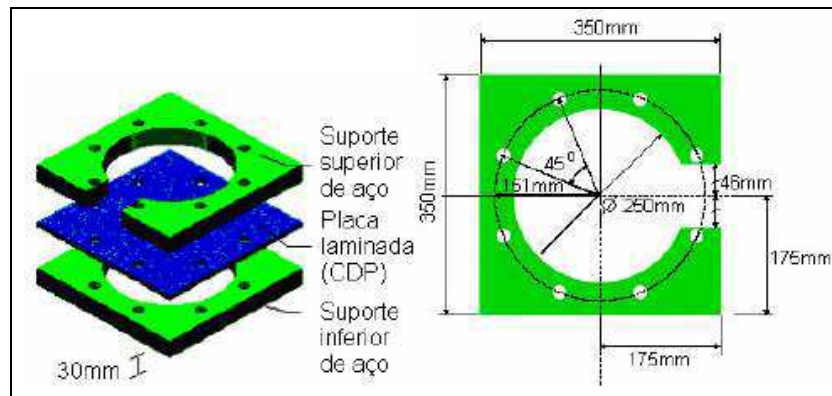 Suporte
superior
de aço
Placa
laminada
(CDP)
Suporte
inferior
de aço
30mm
350mm
350mm
45º
151mm
Ø 250mm
46mm
175mm
175mm